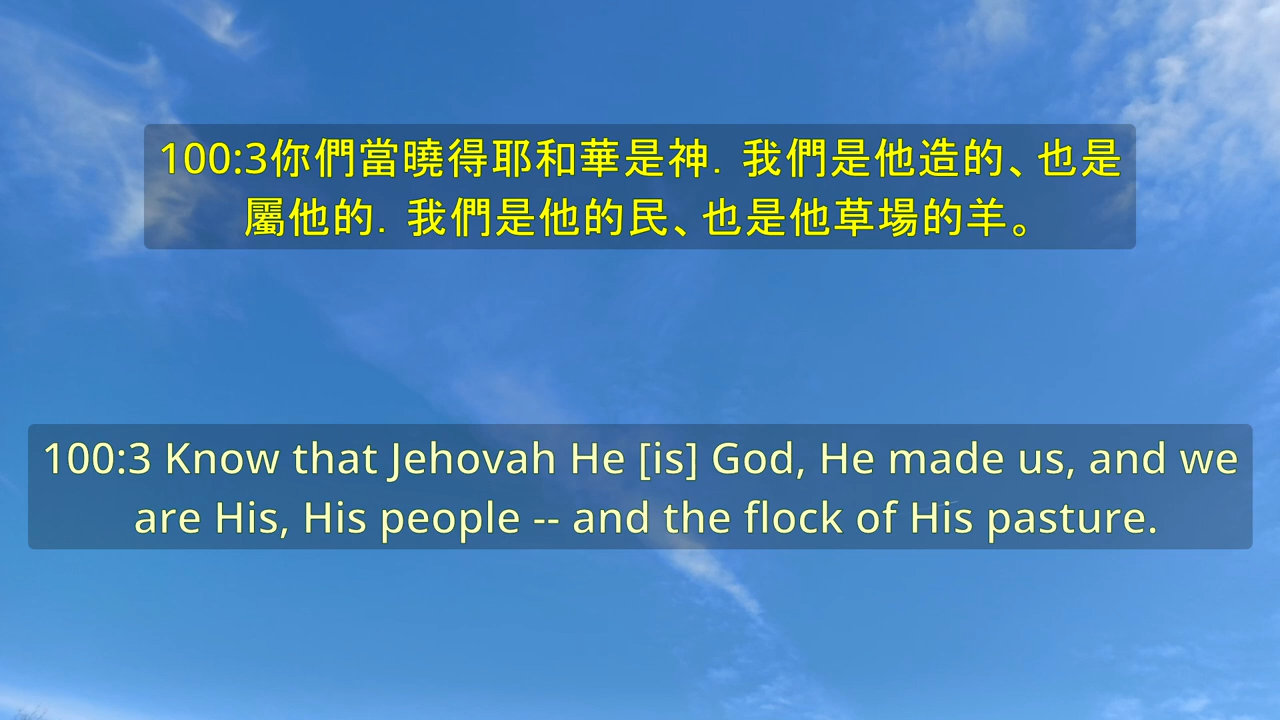 100:3你們當曉得耶和華是神．我們是他造的、也是
屬他的．我們是他的民、也是他草場的羊。
100:3 Know that Jehovah He [is] God, He made us, and we
are His, His people -- and the flock of His pasture.